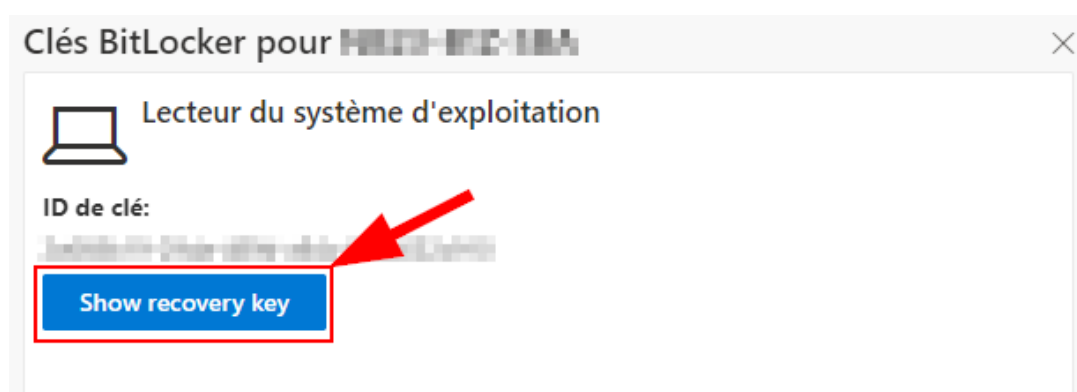 Clés BitLocker pour
Lecteur du système d'exploitation
ID de clé:
Show recovery key